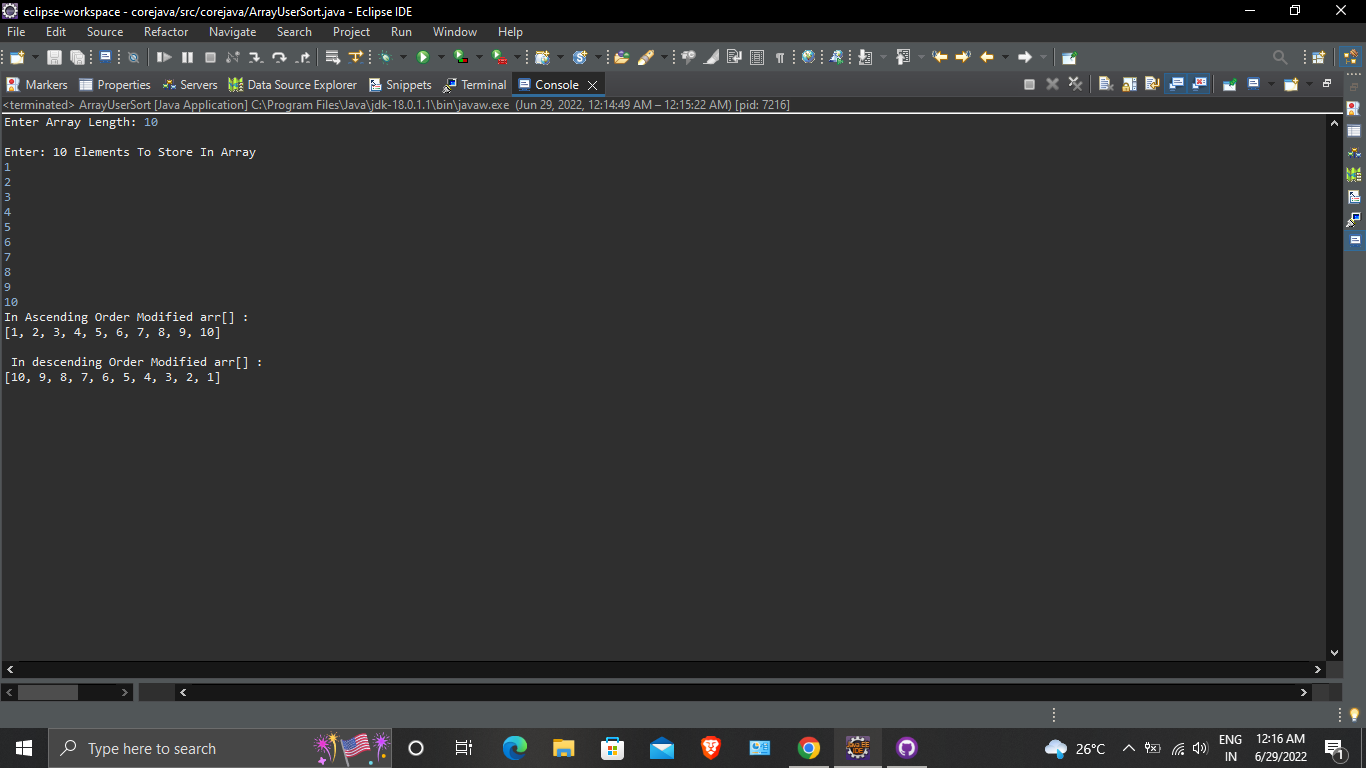 eclipse-workspace - corejava/src/corejava/ArrayUserSort.java - Eclipse IDE
File Edit Source Refactor Navigate Search Project Run Window Help
Markers Properties Servers Data Source Explorer Snippets Terminal Console
<terminated> ArrayUserSort [Java Application] C:\Program Files\Java\jdk-18.0.1.1\bin\javaw.exe (Jun 29, 2022, 12:14:49 AM – 12:15:22 AM) [pid: 7216]
Enter Array Length: 10
Enter: 10 Elements To Store In Array
1
2
3
4
5
6
7
8
9
10
In Ascending Order Modified arr[] :
[1, 2, 3, 4, 5, 6, 7, 8, 9, 10]
In descending Order Modified arr[] :
[10, 9, 8, 7, 6, 5, 4, 3, 2, 1]
Type here to search
26°C
ENG
IN
12:16 AM
6/29/2022
1